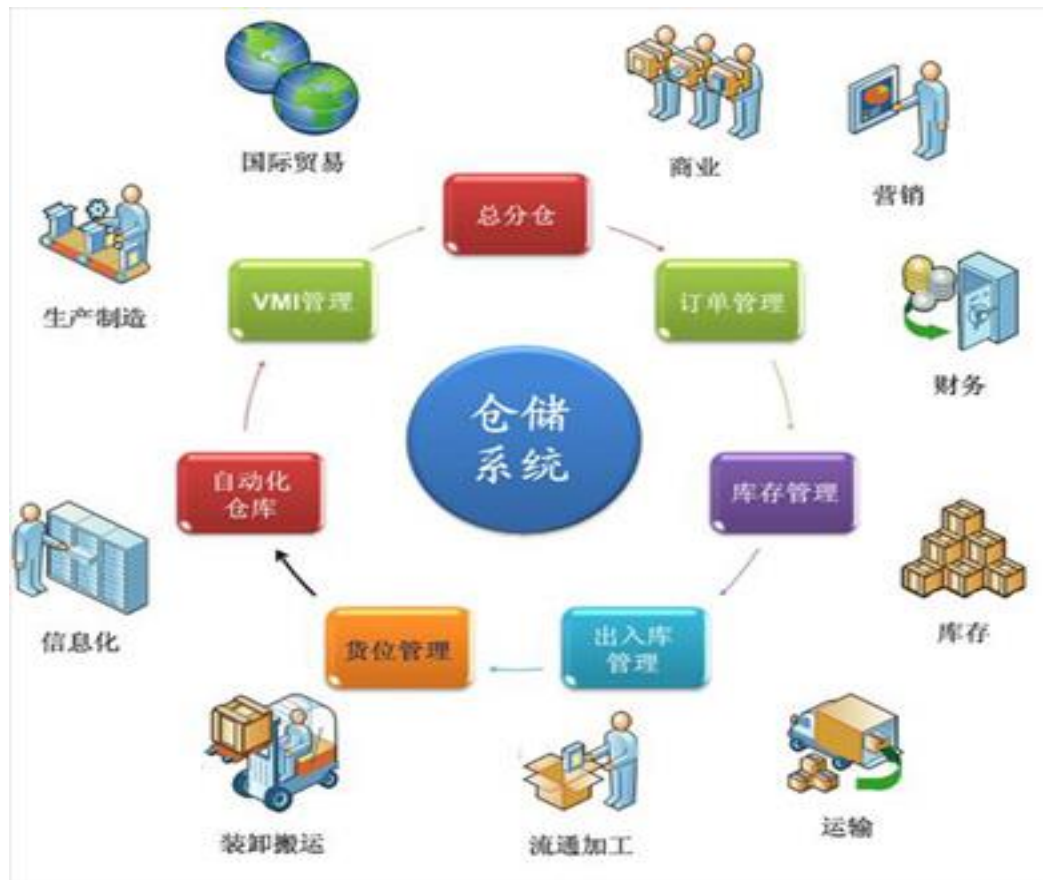 国际贸易
商业
营销
总分仓
生产制造
VMI管理
订单管理
财务
仓储
系统
自动化
仓库
库存管理
信息化
库存
货位管理
出入库
管理
装卸搬运
流通加工
运输